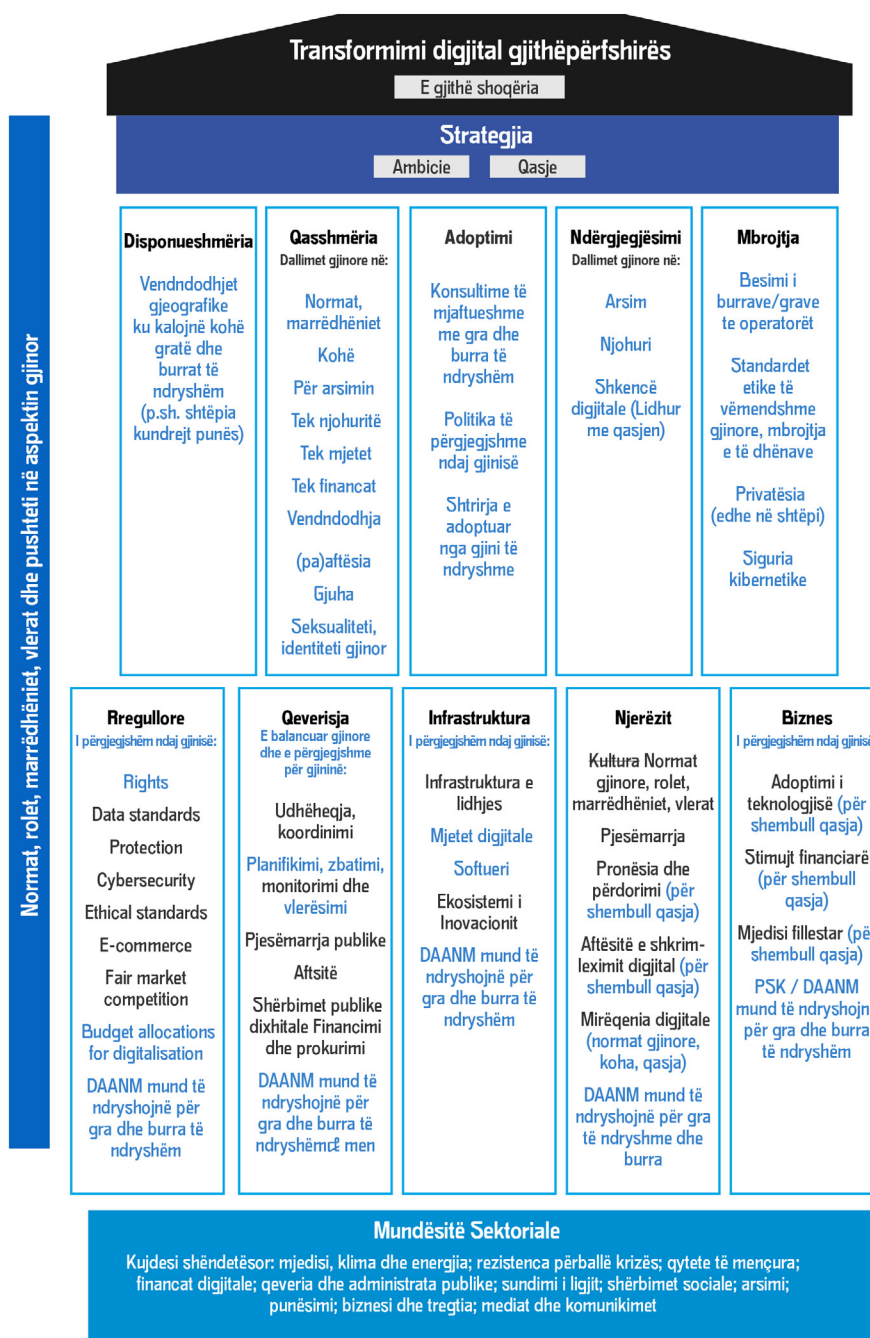 Transformimi digjital gjithëpërfshirës
E gjithë shoqëria
Strategjia
Ambicie
Qasje
Normat, rolet, marrëdhëniet, vlerat dhe pushteti në aspektin gjinor
Disponueshmëria
Vendndodhjet
gjeografike
ku kalojnë kohë
gratë dhe
burrat të
ndryshëm
(p.sh. shtëpia
kundrejt punës)
Qasshmëria
Dallimet gjinore në:
Normat,
marrëdhëniet
Kohë
Për arsimin
Tek njohuritë
Tek mjetet
Tek financat
Vendndodhja
(pa)aftësia
Gjuha
Seksualiteti,
identiteti gjinor
Adoptimi
Konsultime të
mjaftueshme
me gra dhe
burra të
ndryshëm
Politika të
përgjegjshme
ndaj gjinisë
Shtrirja e
adoptuar
nga gjini të
ndryshme
Ndërgjegjësimi
Dallimet gjinore në:
Arsim
Njohuri
Shkencë
digjitale (Lidhur
me qasjen)
Mbrojtja
Besimi i
burrave/grave
te operatorët
Standardet
etike të
vëmendshme
gjinore, mbrojtja
e të dhënave
Privatësia
(edhe në shtëpi)
Siguria
kibernetike
Rregullore
I përgjegjshëm ndaj gjinisë:
Rights
Data standards
Protection
Cybersecurity
Ethical standards
E-commerce
Fair market
competition
Budget allocations
for digitalisation
DAANM mund të
ndryshojnë për
gra dhe burra të
ndryshëm
Qeverisja
E balancuar gjinore
dhe e përgjegjshme
për gjininë:
Udhëheqja,
koordinimi
Planifikimi, zbatimi,
monitorimi dhe
vlerësimi
Pjesëmarrja publike
Aftsitë
Shërbimet publike
dixhitale Financimi
dhe prokurimi
DAANM mund të
ndryshojnë për
gra dhe burra të
ndryshëm& men
Infrastruktura
I përgjegjshëm ndaj gjinisë:
Infrastruktura e
lidhjes
Mjetet digjitale
Softueri
Ekosistemi i
Inovacionit
DAANM mund të
ndryshojnë për
gra dhe burra të
ndryshëm
Njerëzit
Kultura Normat
gjinore, rolet,
marrëdhëniet, vlerat
Pjesëmarrja
Pronësia dhe
përdorimi (për
shembull qasja)
Aftësitë e shkrim-
leximit digjital (për
shembull qasja)
Mirëqenia digjitale
(normat gjinore,
koha, qasja)
DAANM mund të
ndryshojnë për gra
të ndryshme dhe
burra
Biznes
I përgjegjshëm ndaj gjinisë
Adoptimi i
teknologjisë (për
shembull qasja)
Stimujt financiarë
(për shembull
qasja)
Mjedisi fillestar (për
shembull qasja)
PSK / DAANM
mund të ndryshojnë
për gra dhe burra
të ndryshëm
Mundësitë Sektoriale
Kujdesi shëndetësor: mjedisi, klima dhe energjia; rezistenca përballë krizës; qytete të mençura;
financat digjitale; qeveria dhe administrata publike; sundimi i ligjit; shërbimet sociale; arsimi;
punësimi; biznesi dhe tregtia; mediat dhe komunikimet